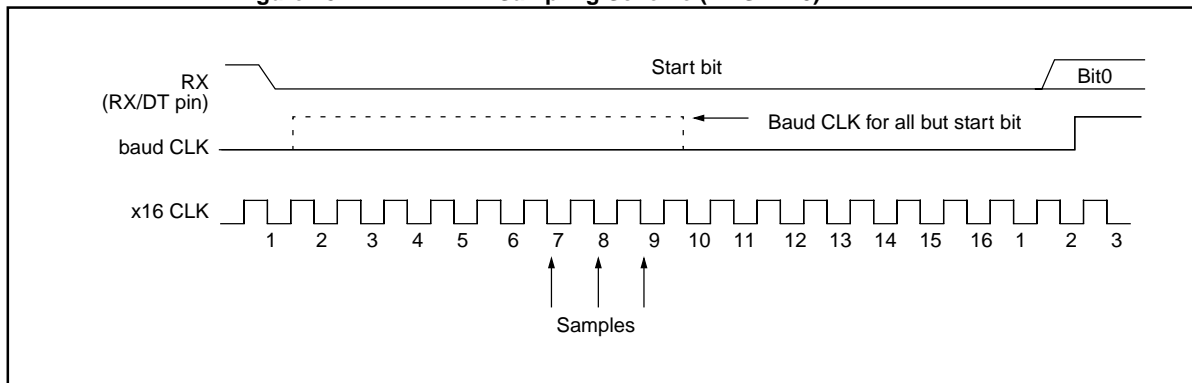 Start bit
RX
(RX/DT pin)
Bit0
Baud CLK for all but start bit
baud CLK
x16 CLK
1 2 3 4 5 6 7 8 9 10 11 12 13 14 15 16 1 2 3
Samples